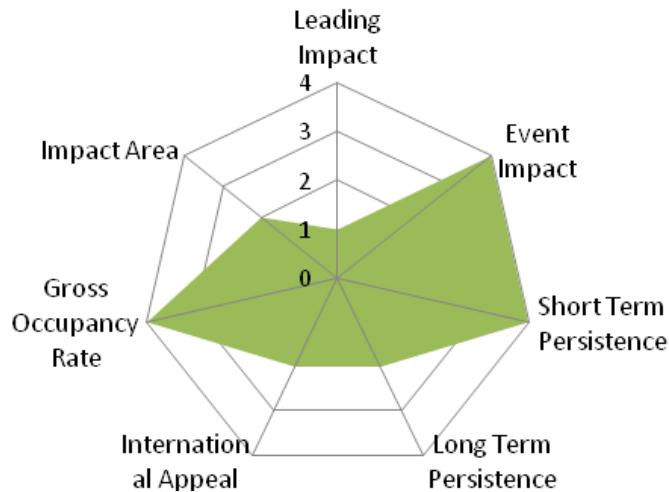 Leading
Impact
4
3
2
1
0
Event
Impact
Short Term
Persistence
Long Term
Persistence
Internation
al Appeal
Gross
Occupancy
Rate
Impact Area